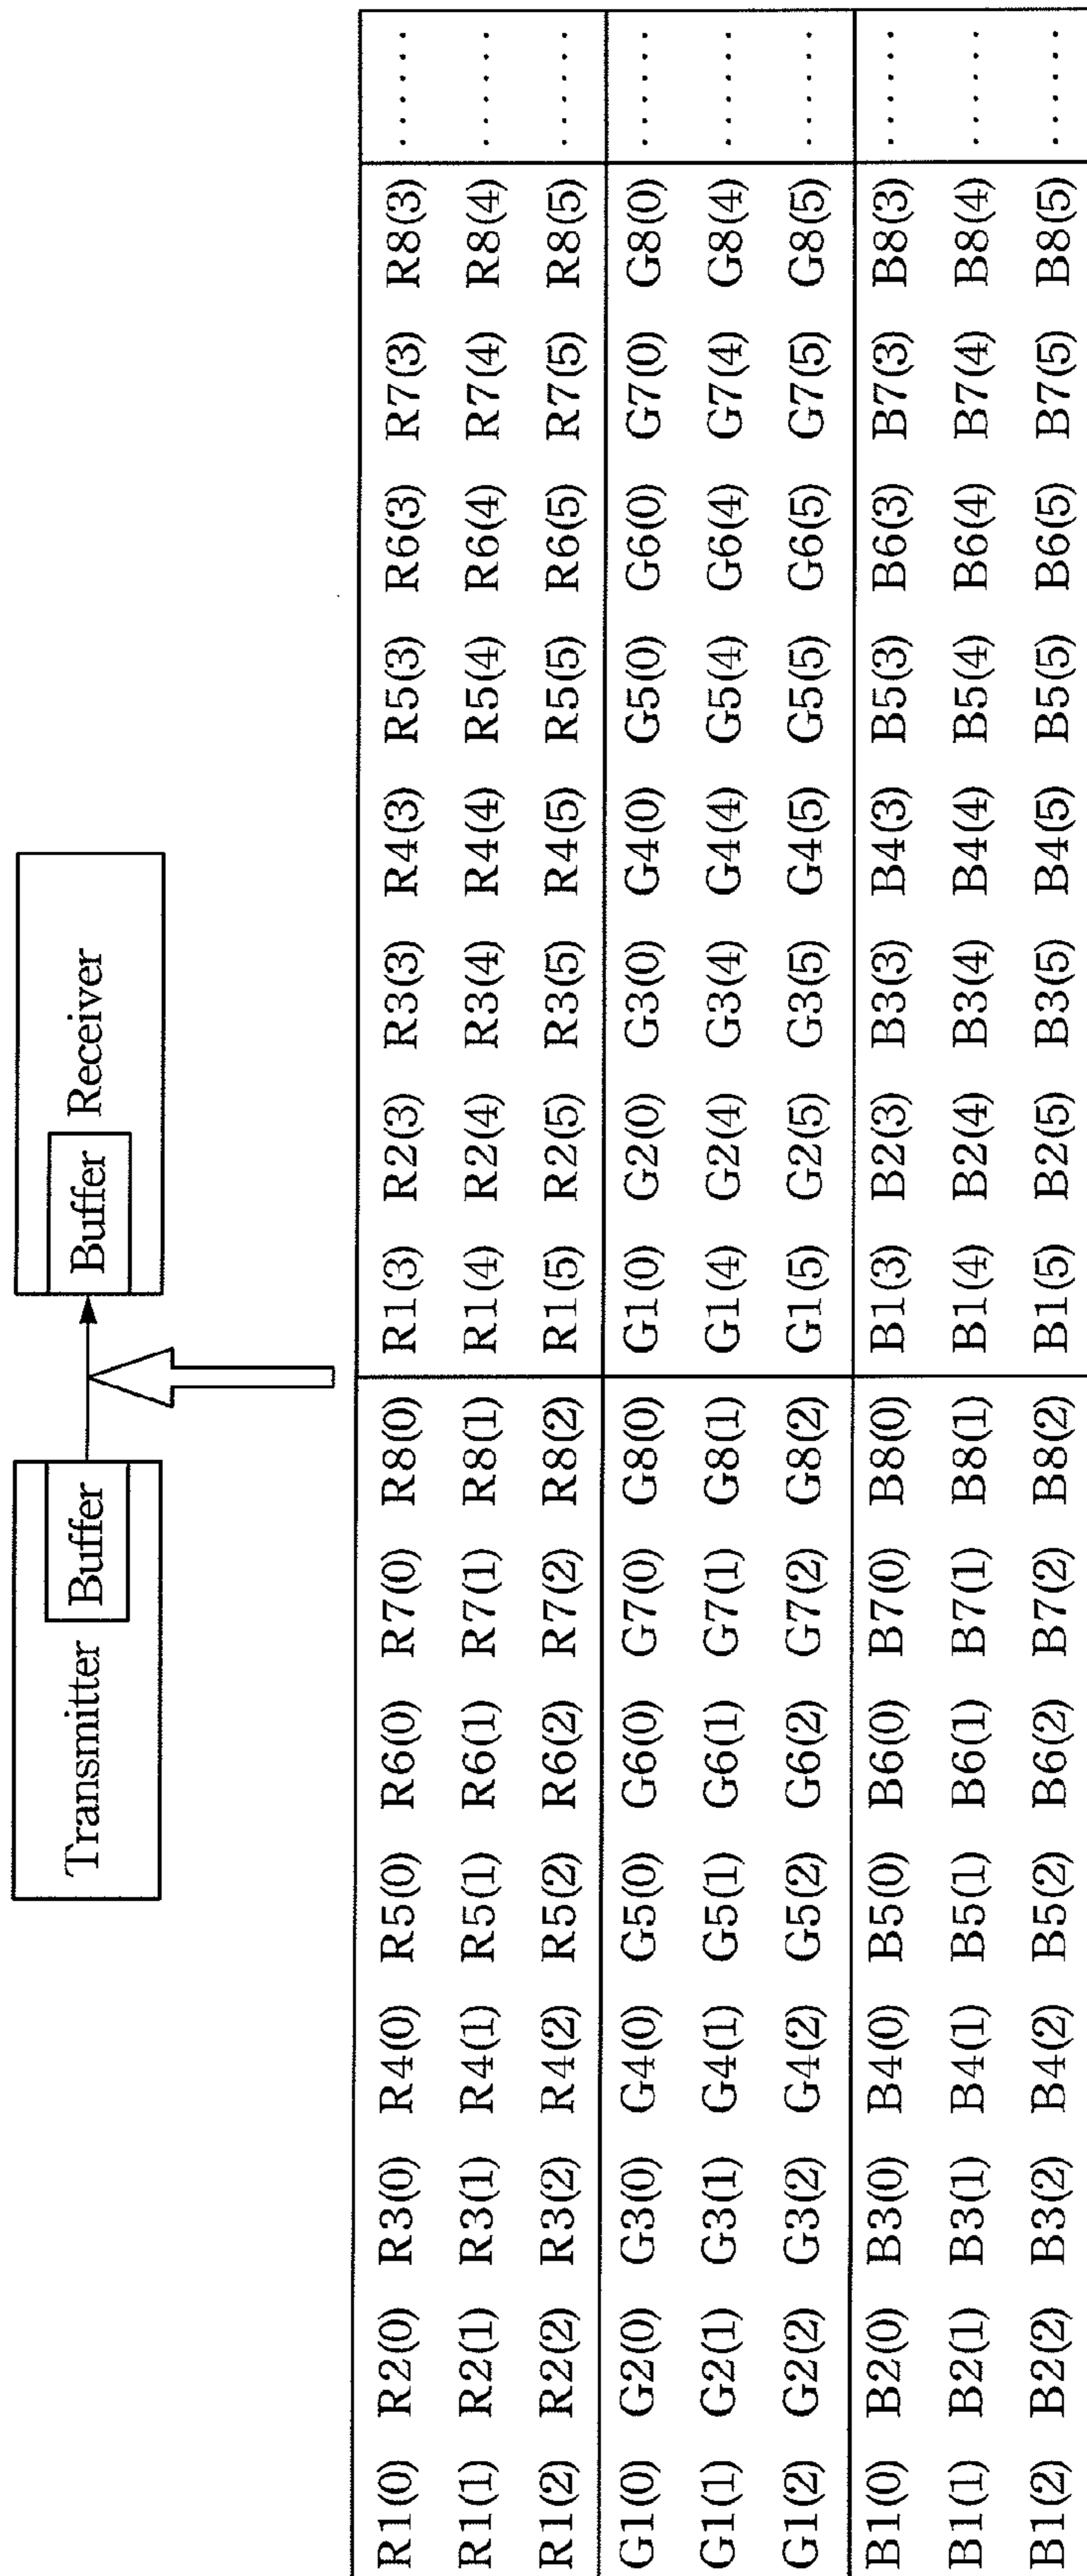 Transmitter Buffer Buffer Receiver
R1(0) R2(0) R3(0) R4(0) R5(0) R6(0) R7(0) R8(0) R1(3) R2(3) R3(3) R4(3) R5(3) R6(3) R7(3) R8(3) ......
R1(1) R2(1) R3(1) R4(1) R5(1) R6(1) R7(1) R8(1) R1(4) R2(4) R3(4) R4(4) R5(4) R6(4) R7(4) R8(4) ......
R1(2) R2(2) R3(2) R4(2) R5(2) R6(2) R7(2) R8(2) R1(5) R2(5) R3(5) R4(5) R5(5) R6(5) R7(5) R8(5) ......
G1(0) G2(0) G3(0) G4(0) G5(0) G6(0) G7(0) G8(0) G1(0) G2(0) G3(0) G4(0) G5(0) G6(0) G7(0) G8(0) ......
G1(1) G2(1) G3(1) G4(1) G5(1) G6(1) G7(1) G8(1) G1(4) G2(4) G3(4) G4(4) G5(4) G6(4) G7(4) G8(4) ......
G1(2) G2(2) G3(2) G4(2) G5(2) G6(2) G7(2) G8(2) G1(5) G2(5) G3(5) G4(5) G5(5) G6(5) G7(5) G8(5) ......
B1(0) B2(0) B3(0) B4(0) B5(0) B6(0) B7(0) B8(0) B1(3) B2(3) B3(3) B4(3) B5(3) B6(3) B7(3) B8(3) ......
B1(1) B2(1) B3(1) B4(1) B5(1) B6(1) B7(1) B8(1) B1(4) B2(4) B3(4) B4(4) B5(4) B6(4) B7(4) B8(4) ......
B1(2) B2(2) B3(2) B4(2) B5(2) B6(2) B7(2) B8(2) B1(5) B2(5) B3(5) B4(5) B5(5) B6(5) B7(5) B8(5) ......